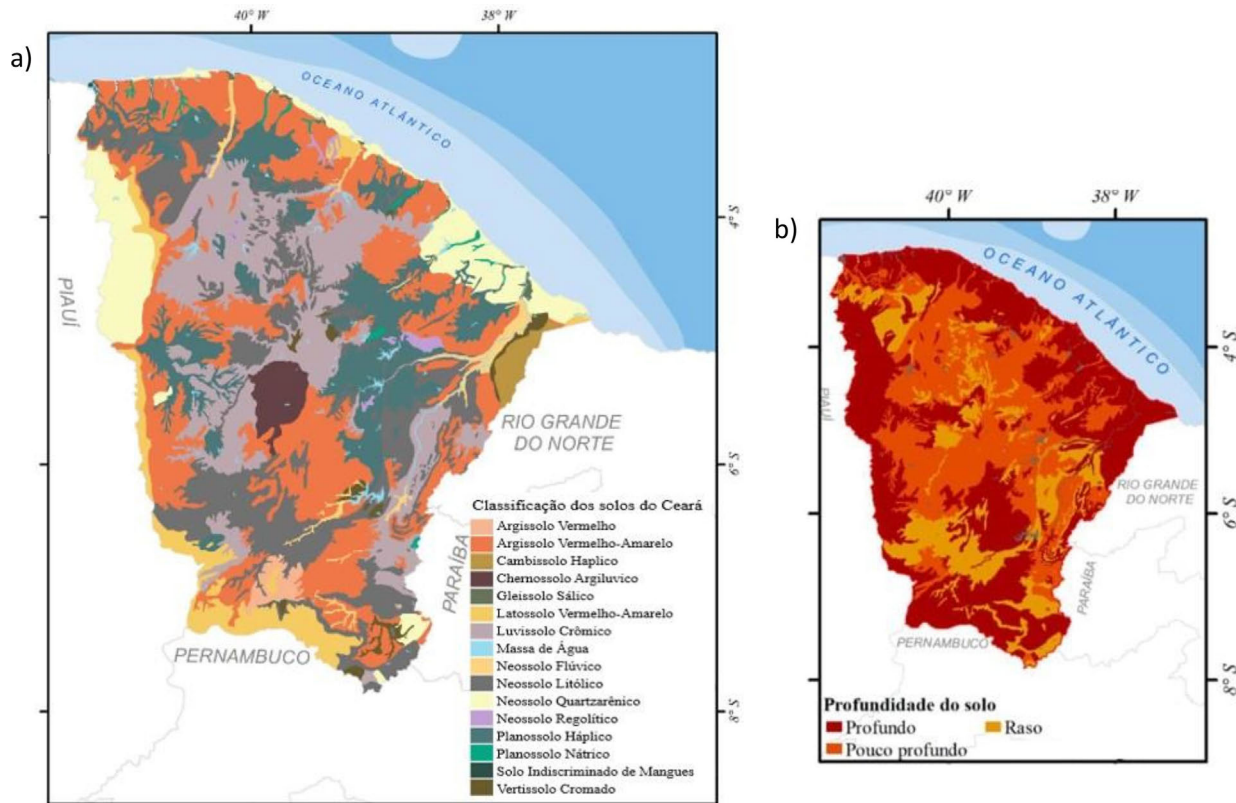 a)
40° W
38° W
OCEANO ATLÂNTICO
4°S
PIAUÍ
RIO GRANDE
DO NORTE
6°S
PARAÍBA
PERNAMBUCO
8°S
Classificação dos solos do Ceará
Argissolo Vermelho
Argissolo Vermelho-Amarelo
Cambissolo Haplico
Chernossolo Argiluvico
Gleissolo Sálico
Latossolo Vermelho-Amarelo
Luvissolo Crômico
Massa de Água
Neossolo Flúvico
Neossolo Litólico
Neossolo Quartzarênico
Neossolo Regolítico
Planossolo Háplico
Planossolo Nátrico
Solo Indiscriminado de Mangues
Vertissolo Cromado
b)
40° W
38° W
OCEANO ATLÂNTICO
4°S
PIAUÍ
RIO GRANDE
DO NORTE
6°S
PARAÍBA
PERNAMBUCO
8°S
Profundidade do solo
Profundo
Raso
Pouco profundo